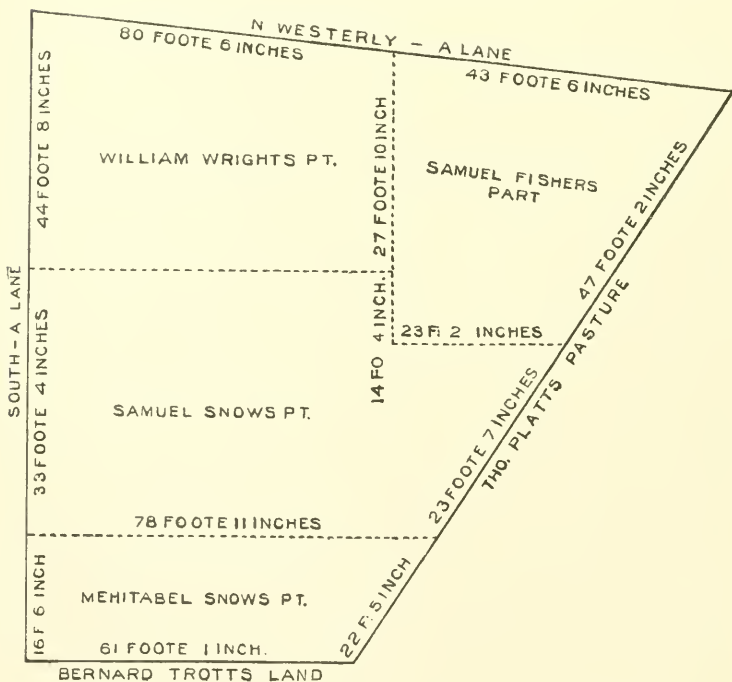 N WESTERLY - A LANE
80 FOOTE 6 INCHES
43 FOOTE 6 INCHES
44 FOOTE 8 INCHES
WILLIAM WRIGHTS PT.
27 FOOTE 10 INCH
SAMUEL FISHERS
PART
47 FOOTE 2 INCHES
SOUTH - A LANE
33 FOOTE 4 INCHES
14 FO 4 INCH.
23 F: 2 INCHES
THO. PLATTS PASTURE
SAMUEL SNOWS PT.
23 FOOTE 7 INCHES
78 FOOTE 11 INCHES
16 F 6 INCH
MEHITABEL SNOWS PT.
22 F: 5 INCH
61 FOOTE 1 INCH.
BERNARD TROTTS LAND